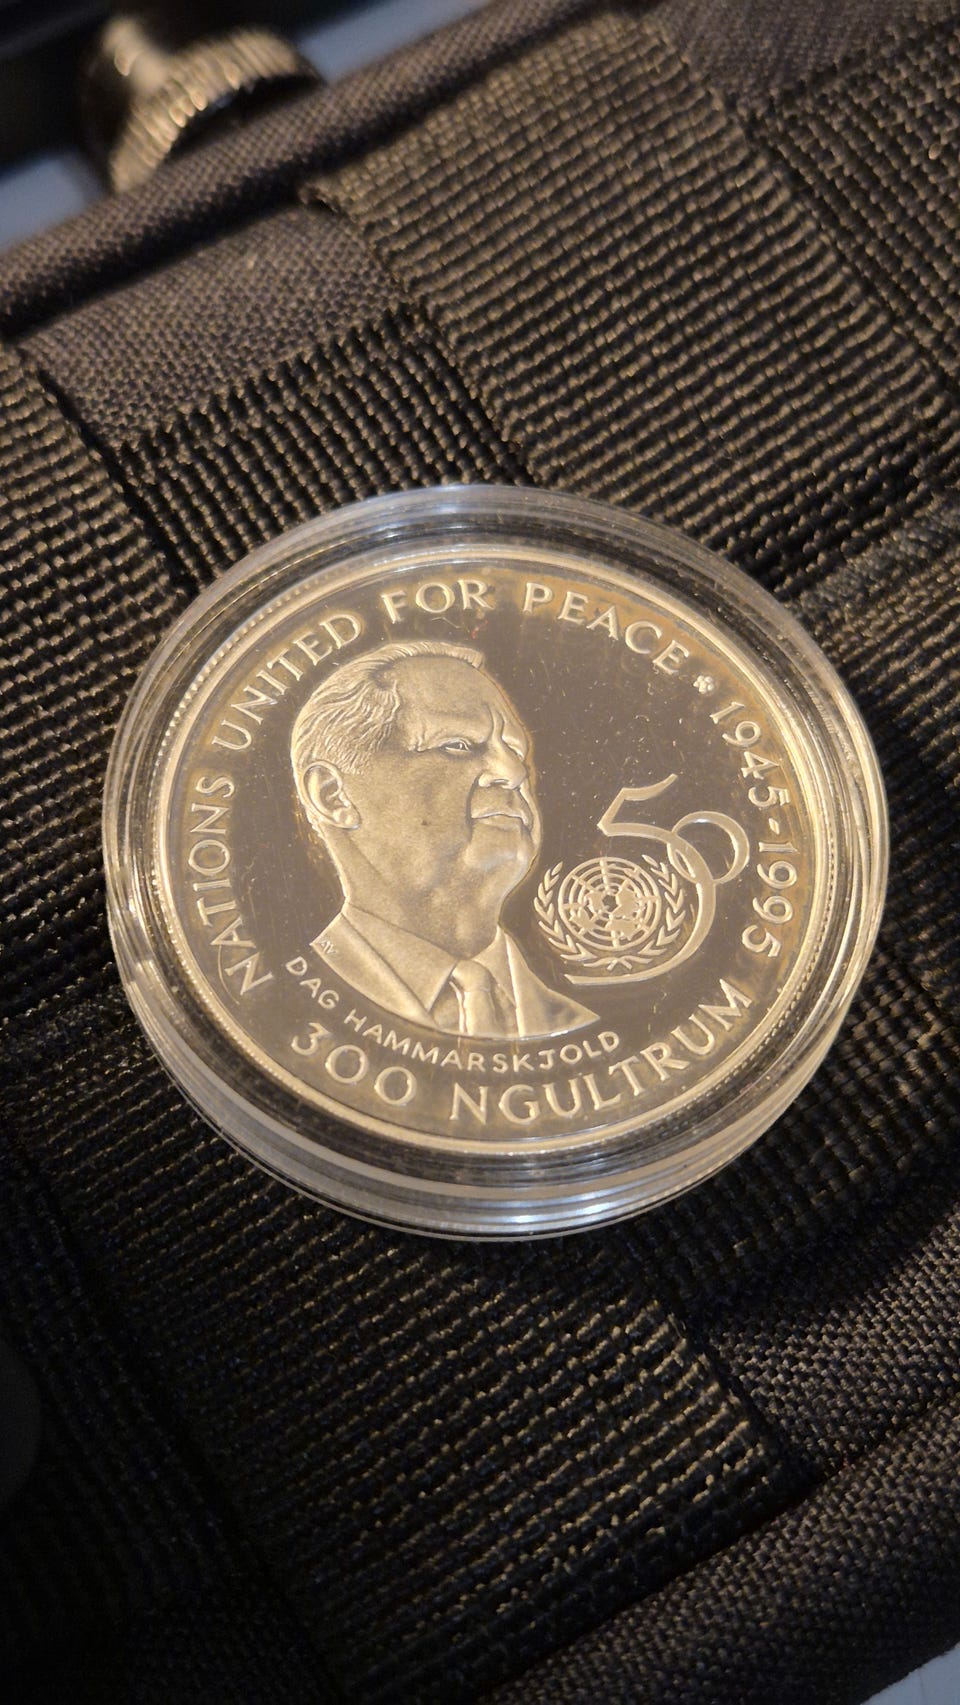 NATIONS UNITED FOR PEACE 1945-1995
DAG HAMMARSKJOLD
300 NGULTRUM